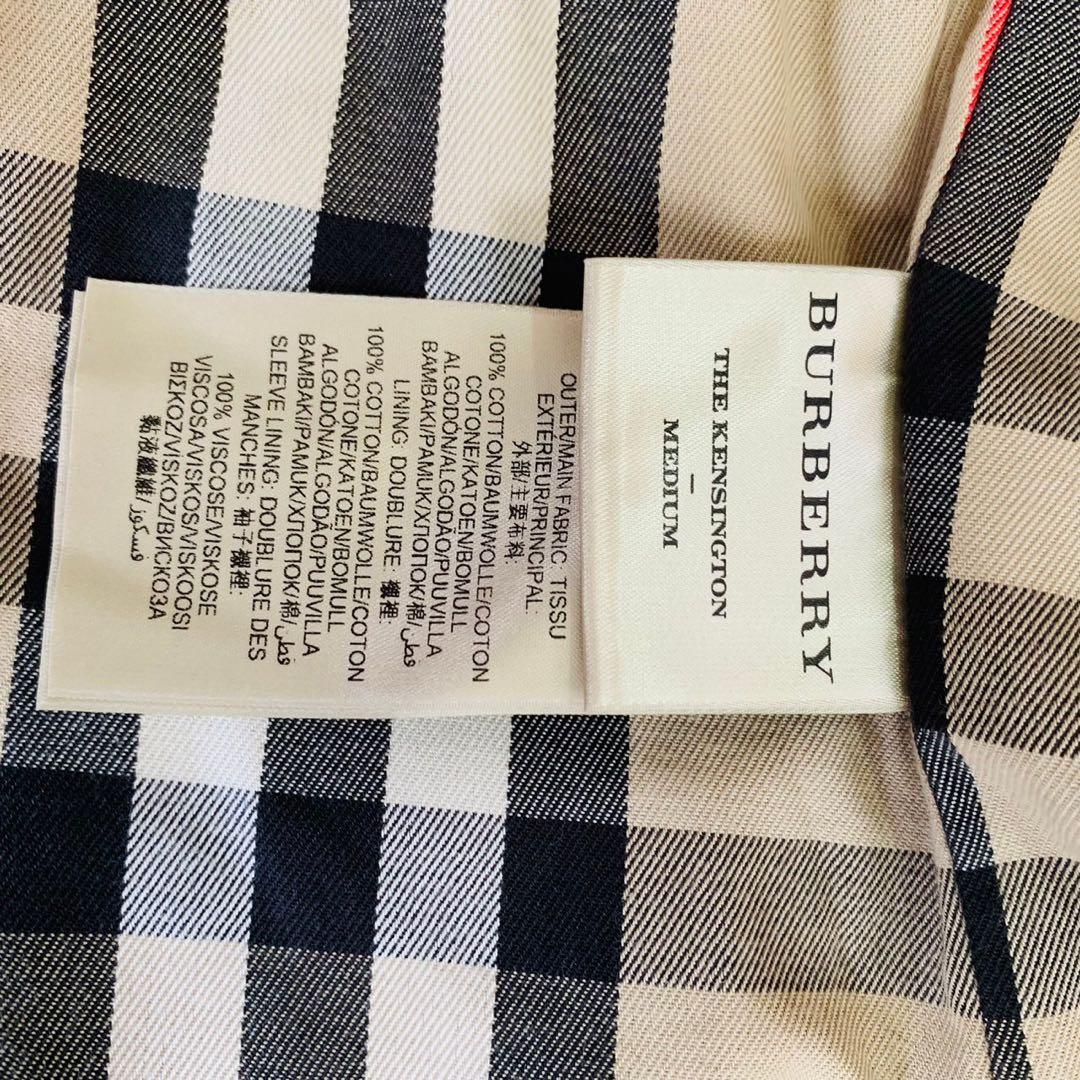 BURBERRY
THE KENSINGTON
–
MEDIUM
OUTER/MAIN FABRIC: TISSU
EXTÉRIEUR/PRINCIPAL:
外部/主要布料:
100% COTTON/BAUMWOLLE/COTON
COTONE/KATOEN/BOMULL
ALGODÓN/ALGODÃO/PUUVILLA
BAMBAKI/PAMUK/ХЛОПОК/棉/قطن
LINING: DOUBLURE: 襯裡:
100% COTTON/BAUMWOLLE/COTON
COTONE/KATOEN/BOMULL
ALGODÓN/ALGODÃO/PUUVILLA
BAMBAKI/PAMUK/ХЛОПОК/棉/قطن
SLEEVE LINING: DOUBLURE DES
MANCHES: 袖子襯裡:
100% VISCOSE/VISKOSE
VISCOSA/VISKOS/VISKOOSI
ΒΙΣΚΟΖ/VISKOZ/ВИСКОЗА
黏液纖維/فسكوز